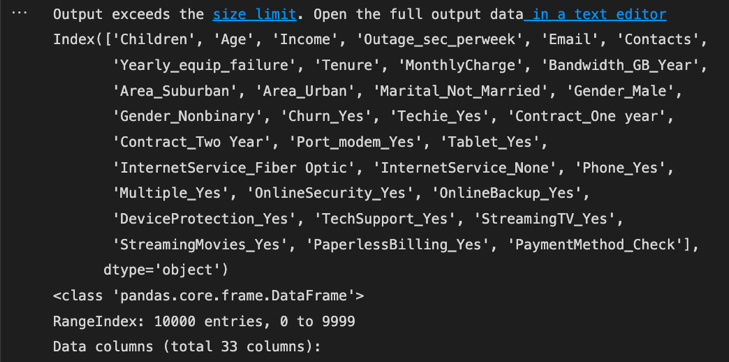 ... Output exceeds the size limit. Open the full output data in a text editor
Index(['Children', 'Age', 'Income', 'Outage_sec_perweek', 'Email', 'Contacts',
'Yearly_equip_failure', 'Tenure', 'MonthlyCharge', 'Bandwidth_GB_Year',
'Area_Suburban', 'Area_Urban', 'Marital_Not_Married', 'Gender_Male',
'Gender_Nonbinary', 'Churn_Yes', 'Techie_Yes', 'Contract_One year',
'Contract_Two Year', 'Port_modem_Yes', 'Tablet_Yes',
'InternetService_Fiber Optic', 'InternetService_None', 'Phone_Yes',
'Multiple_Yes', 'OnlineSecurity_Yes', 'OnlineBackup_Yes',
'DeviceProtection_Yes', 'TechSupport_Yes', 'StreamingTV_Yes',
'StreamingMovies_Yes', 'PaperlessBilling_Yes', 'PaymentMethod_Check'],
dtype='object')
<class 'pandas.core.frame.DataFrame'>
RangeIndex: 10000 entries, 0 to 9999
Data columns (total 33 columns):